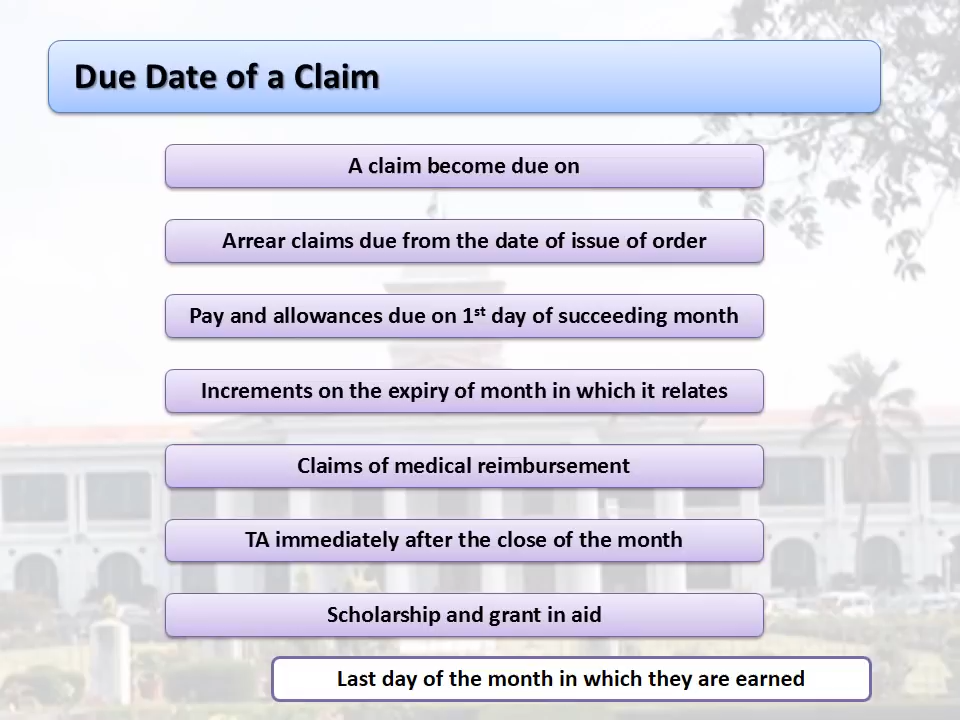 Due Date of a Claim
A claim become due on
Arrear claims due from the date of issue of order
Pay and allowances due on 1st day of succeeding month
Increments on the expiry of month in which it relates
Claims of medical reimbursement
TA immediately after the close of the month
Scholarship and grant in aid
Last day of the month in which they are earned